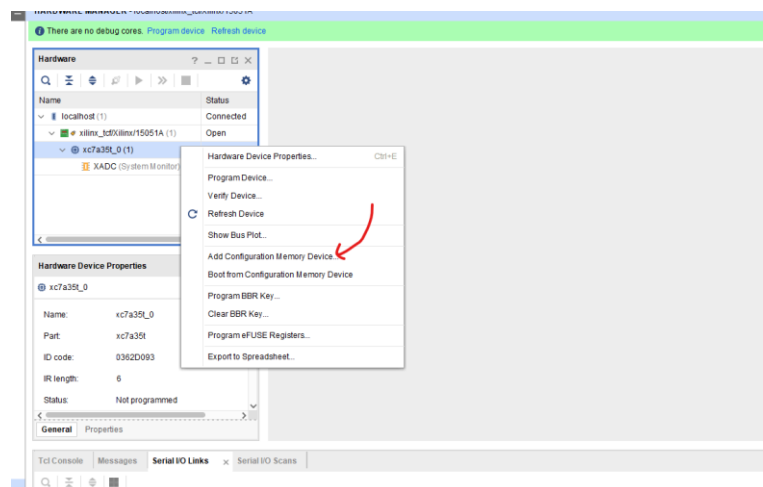 HARDWARE MANAGER - localhost/xilinx_tcf/Xilinx/15051A
There are no debug cores. Program device Refresh device
Hardware
Name Status
localhost (1) Connected
xilinx_tcf/Xilinx/15051A (1) Open
xc7a35t_0 (1)
XADC (System Monitor)
Hardware Device Properties... Ctrl+E
Program Device...
Verify Device...
Refresh Device
Show Bus Plot...
Add Configuration Memory Device...
Boot from Configuration Memory Device
Program BBR Key...
Clear BBR Key...
Program eFUSE Registers...
Export to Spreadsheet...
Hardware Device Properties
xc7a35t_0
Name: xc7a35t_0
Part: xc7a35t
ID code: 0362D093
IR length: 6
Status: Not programmed
General Properties
Tcl Console Messages Serial I/O Links Serial I/O Scans